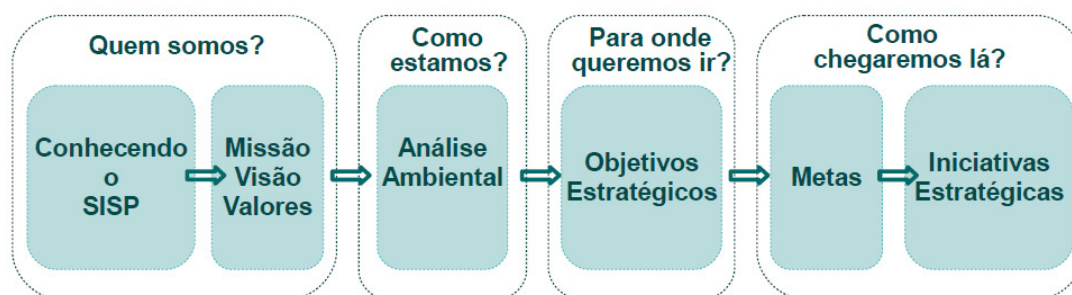 Quem somos?
Conhecendo
o
SISP
Missão
Visão
Valores
Como
estamos?
Análise
Ambiental
Para onde
queremos ir?
Objetivos
Estratégicos
Como
chegaremos lá?
Metas
Iniciativas
Estratégicas